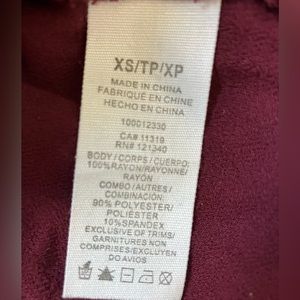 XS/TP/XP
MADE IN CHINA
FABRIQUÉ EN CHINE
HECHO EN CHINA
100012330
CA# 11319
RN# 121340
BODY / CORPS / CUERPO:
100% RAYON/RAYONNE/
RAYÓN
COMBO / AUTRES /
COMBINACIÓN:
90% POLYESTER/
POLIÉSTER
10%SPANDEX
EXCLUSIVE OF TRIMS/
GARNITURES NON
COMPRISES/EXCLUYEN
DO AVIOS